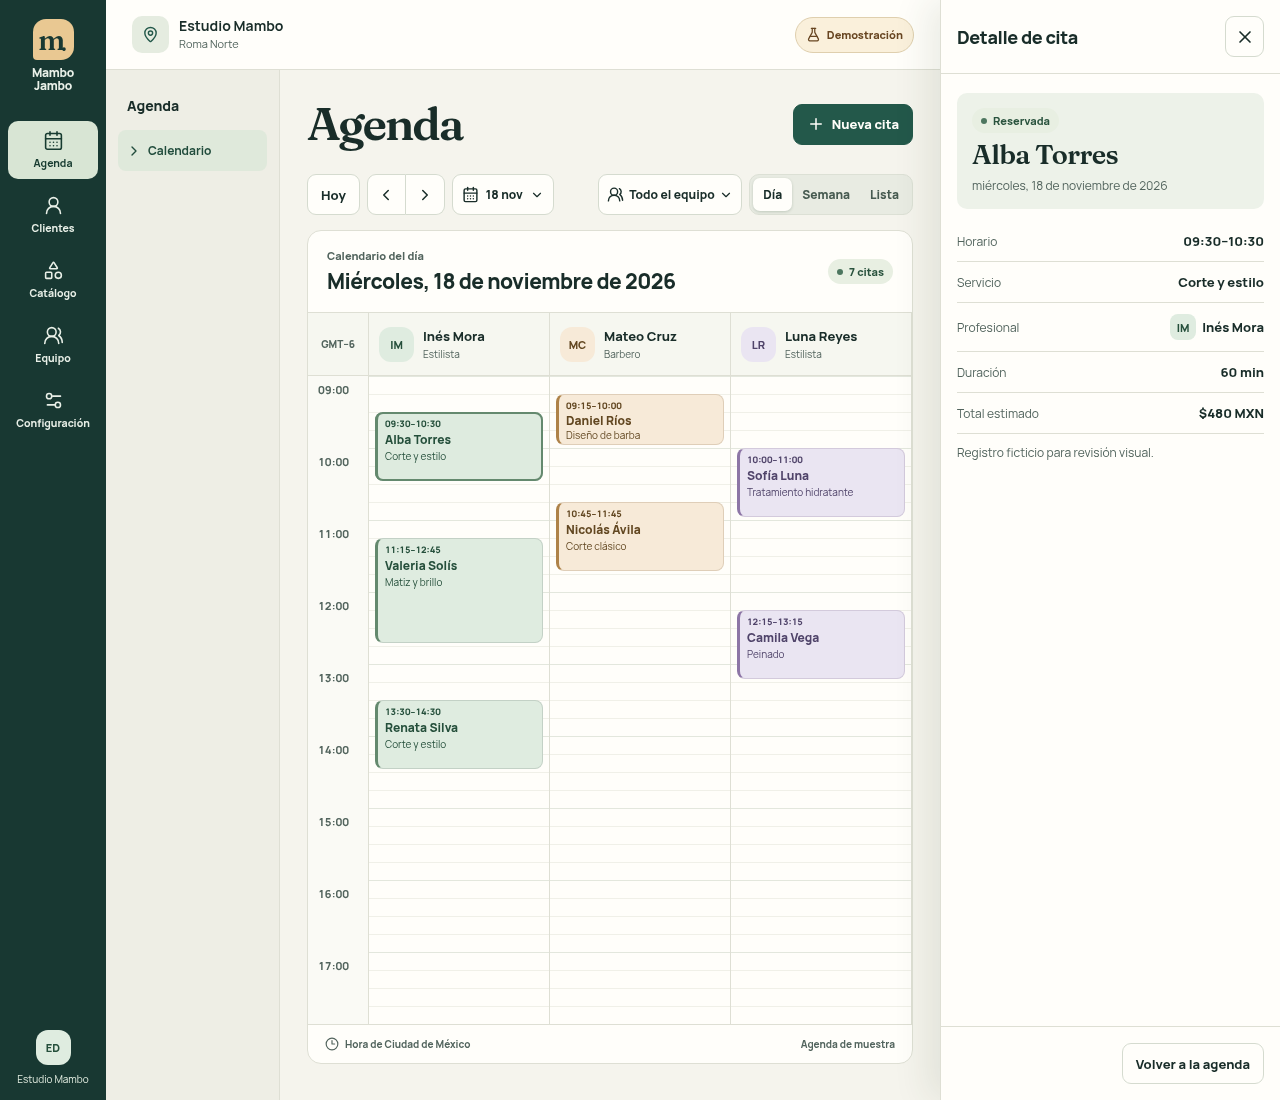 m.
Mambo
Jambo
Agenda
Clientes
Catálogo
Equipo
Configuración
ED
Estudio Mambo
Estudio Mambo
Roma Norte
Demostración
Agenda
Calendario
Agenda
Nueva cita
Hoy
18 nov
Todo el equipo
Día
Semana
Lista
Calendario del día
Miércoles, 18 de noviembre de 2026
7 citas
GMT-6
IM
Inés Mora
Estilista
MC
Mateo Cruz
Barbero
LR
Luna Reyes
Estilista
09:00
10:00
11:00
12:00
13:00
14:00
15:00
16:00
17:00
09:30–10:30
Alba Torres
Corte y estilo
11:15–12:45
Valeria Solís
Matiz y brillo
13:30–14:30
Renata Silva
Corte y estilo
09:15–10:00
Daniel Ríos
Diseño de barba
10:45–11:45
Nicolás Ávila
Corte clásico
10:00–11:00
Sofía Luna
Tratamiento hidratante
12:15–13:15
Camila Vega
Peinado
Hora de Ciudad de México
Agenda de muestra
Detalle de cita
Reservada
Alba Torres
miércoles, 18 de noviembre de 2026
Horario 09:30–10:30
Servicio Corte y estilo
Profesional IM Inés Mora
Duración 60 min
Total estimado $480 MXN
Registro ficticio para revisión visual.
Volver a la agenda